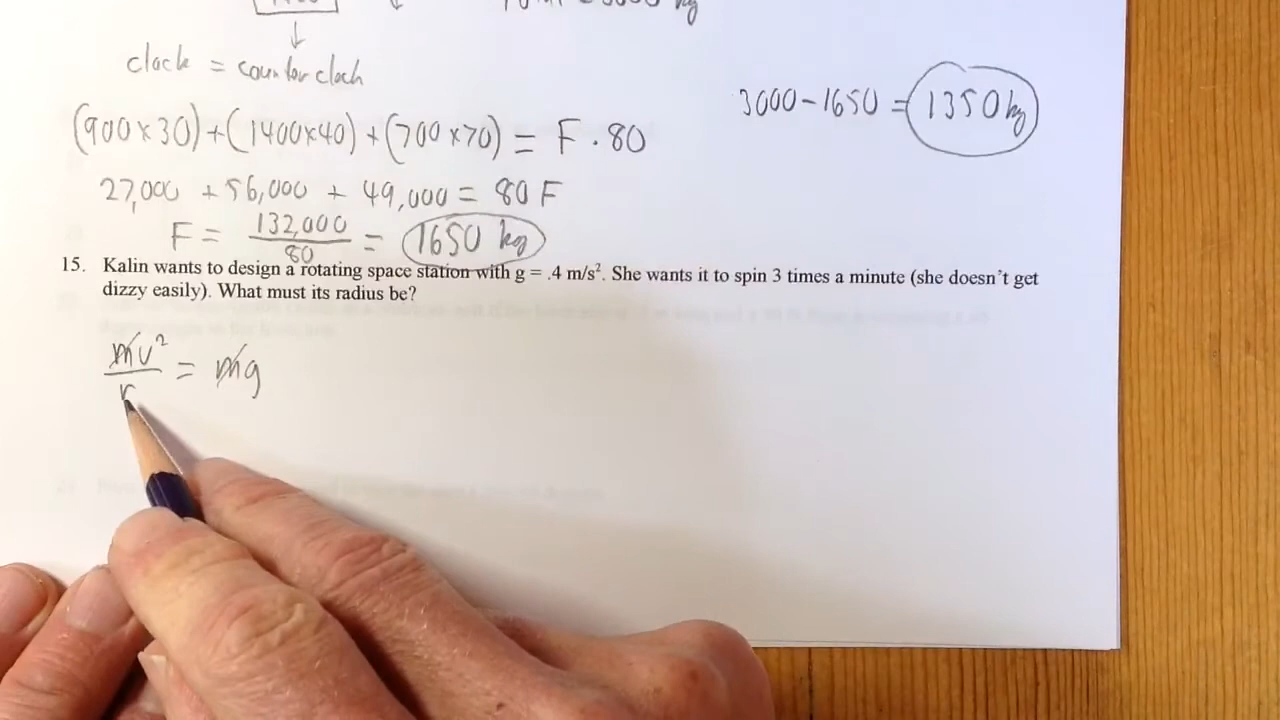 kg
clock = counterclock
3000 - 1650 = 1350 kg
(900 x 30) + (1400 x 40) + (700 x 70) = F · 80
27,000 + 56,000 + 49,000 = 80 F
F = 132,000 / 80 = 1650 kg
15. Kalin wants to design a rotating space station with g = .4 m/s². She wants it to spin 3 times a minute (she doesn't get
dizzy easily). What must its radius be?
mv² / r = mg